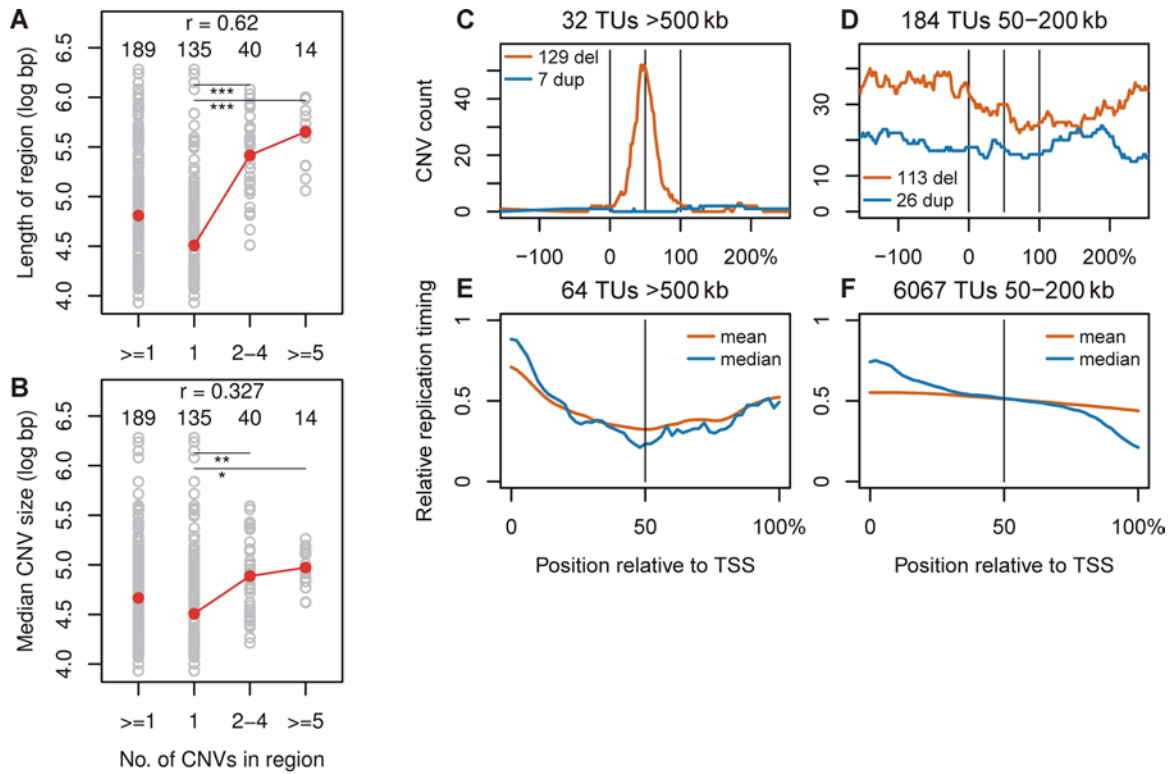 A
r = 0.62
189 135 40 14
***
***
Length of region (log bp)
6.5
6.0
5.5
5.0
4.5
4.0
>=1 1 2−4 >=5
B
r = 0.327
189 135 40 14
**
*
Median CNV size (log bp)
6.5
6.0
5.5
5.0
4.5
4.0
>=1 1 2−4 >=5
No. of CNVs in region
C 32 TUs >500 kb
129 del
7 dup
CNV count
40
20
0
−100 0 100 200%
D 184 TUs 50−200 kb
113 del
26 dup
30
10
0
−100 0 100 200%
E 64 TUs >500 kb
mean
median
Relative replication timing
1
0.5
0
0 50 100%
Position relative to TSS
F 6067 TUs 50−200 kb
mean
median
1
0.5
0
0 50 100%
Position relative to TSS